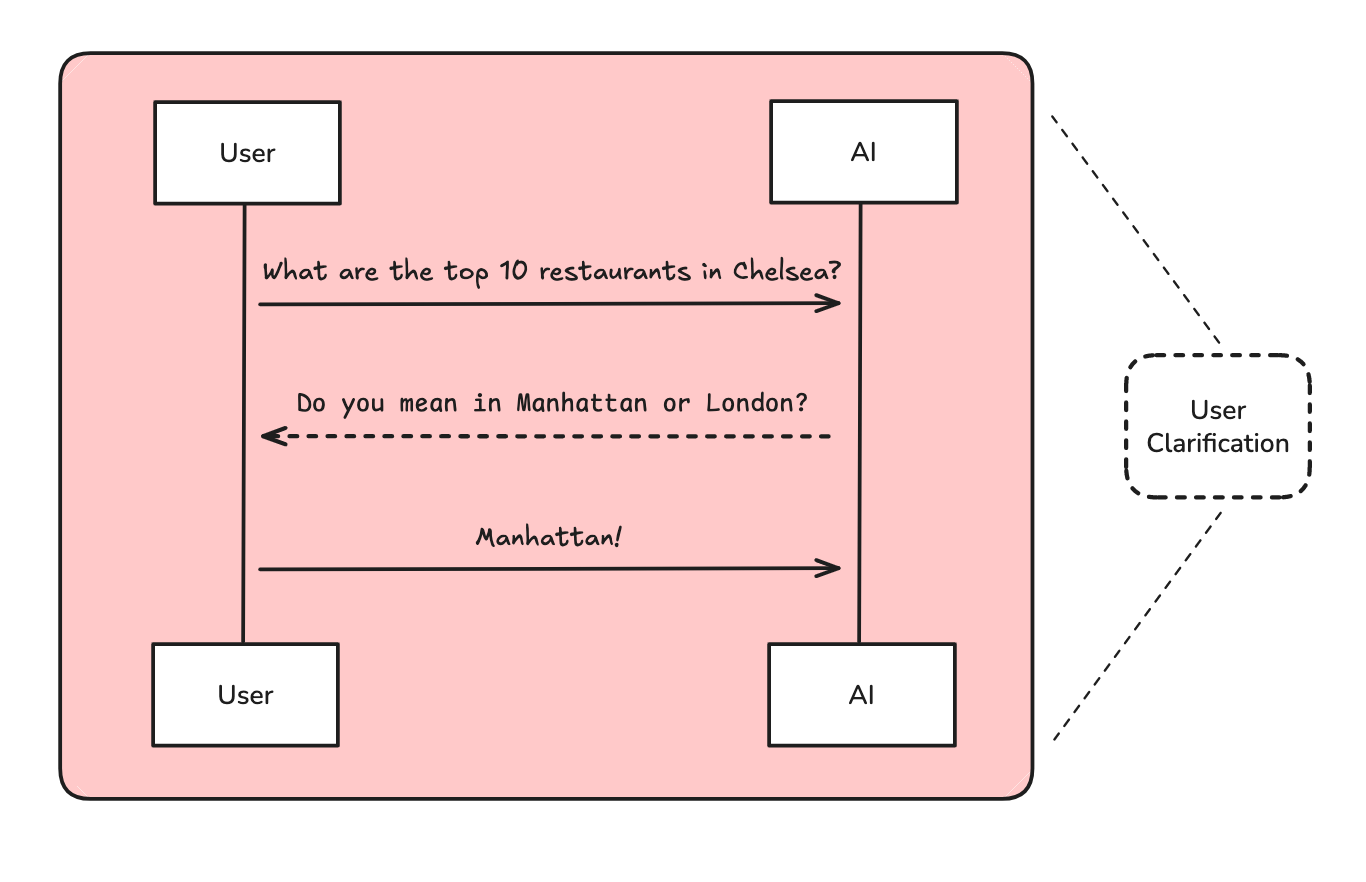 User
AI
What are the top 10 restaurants in Chelsea?
Do you mean in Manhattan or London?
Manhattan!
User
AI
User
Clarification